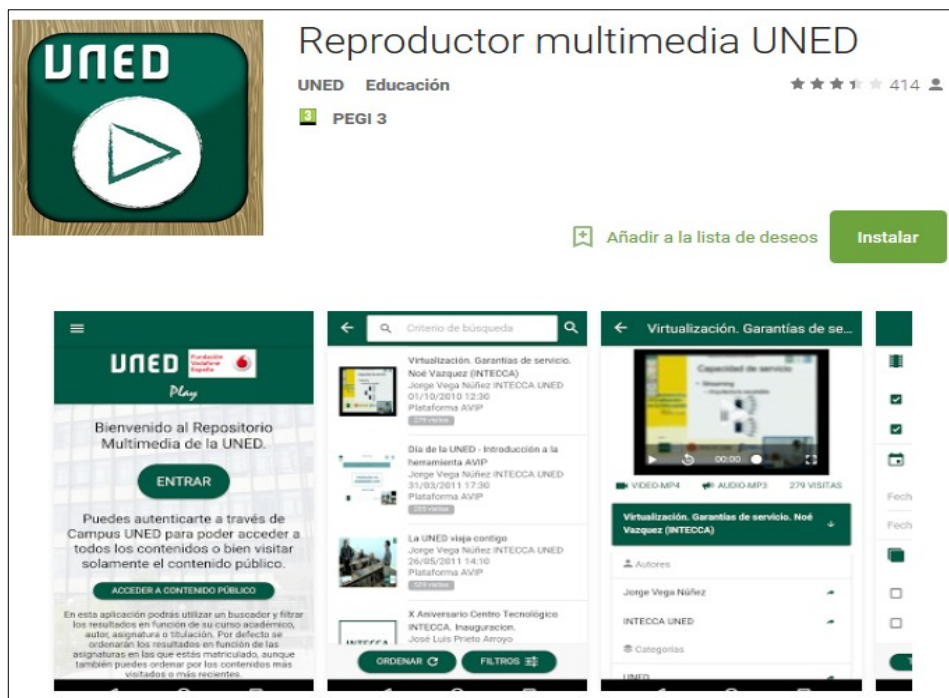 UNED
Reproductor multimedia UNED
UNED Educación
414
3 PEGI 3
Añadir a la lista de deseos
Instalar
UNED
Fundación
Vodafone
España
Play
Bienvenido al Repositorio
Multimedia de la UNED.
ENTRAR
Puedes autenticarte a través de
Campus UNED para poder acceder a
todos los contenidos o bien visitar
solamente el contenido público.
ACCEDER A CONTENIDO PÚBLICO
En esta aplicación podrás utilizar un buscador y filtrar
los resultados en función de su curso académico,
autor, asignatura o titulación. Por defecto se
ordenarán los resultados en función de las
asignaturas en las que estás matriculado, aunque
también puedes ordenar por los contenidos más
visitados o más recientes.
Criterio de búsqueda
Virtualización. Garantías de servicio.
Noé Vazquez (INTECCA)
Jorge Vega Núñez INTECCA UNED
01/10/2010 12:30
Plataforma AVIP
279 visitas
Día de la UNED - Introducción a la
herramienta AVIP
Jorge Vega Núñez INTECCA UNED
31/03/2011 17:30
Plataforma AVIP
La UNED viaja contigo
Jorge Vega Núñez INTECCA UNED
26/05/2011 14:10
Plataforma AVIP
X Aniversario Centro Tecnológico
INTECCA. Inauguracion.
José Luis Prieto Arroyo
INTECCA
ORDENAR
FILTROS
Virtualización. Garantías de se...
Capacidad de servicio
Streaming
00:00
VIDEO-MP4 AUDIO-MP3 279 VISITAS
Virtualización. Garantías de servicio. Noé
Vazquez (INTECCA)
Autores
Jorge Vega Núñez
INTECCA UNED
Categorías
UNED
Fech
Fech